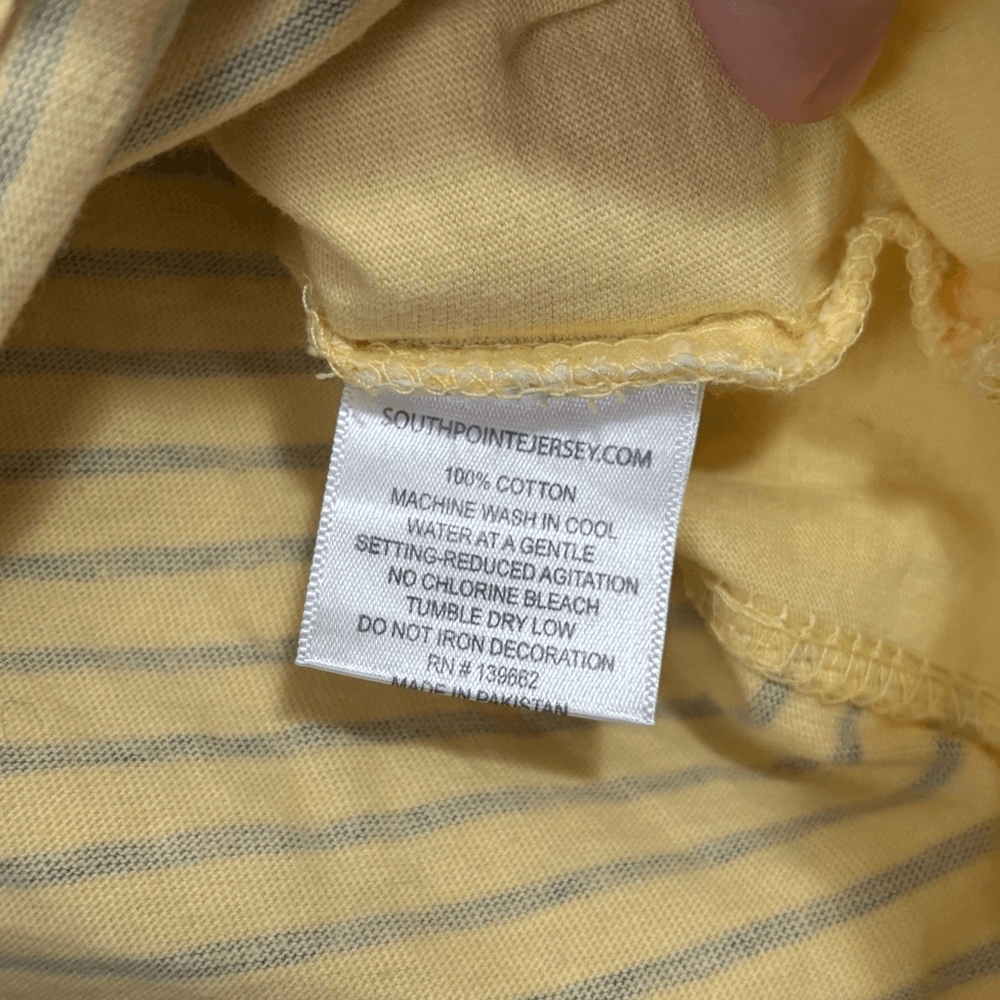 SOUTHPOINTEJERSEY.COM
100% COTTON
MACHINE WASH IN COOL
WATER AT A GENTLE
SETTING-REDUCED AGITATION
NO CHLORINE BLEACH
TUMBLE DRY LOW
DO NOT IRON DECORATION
RN # 139662
MADE IN PAKISTAN